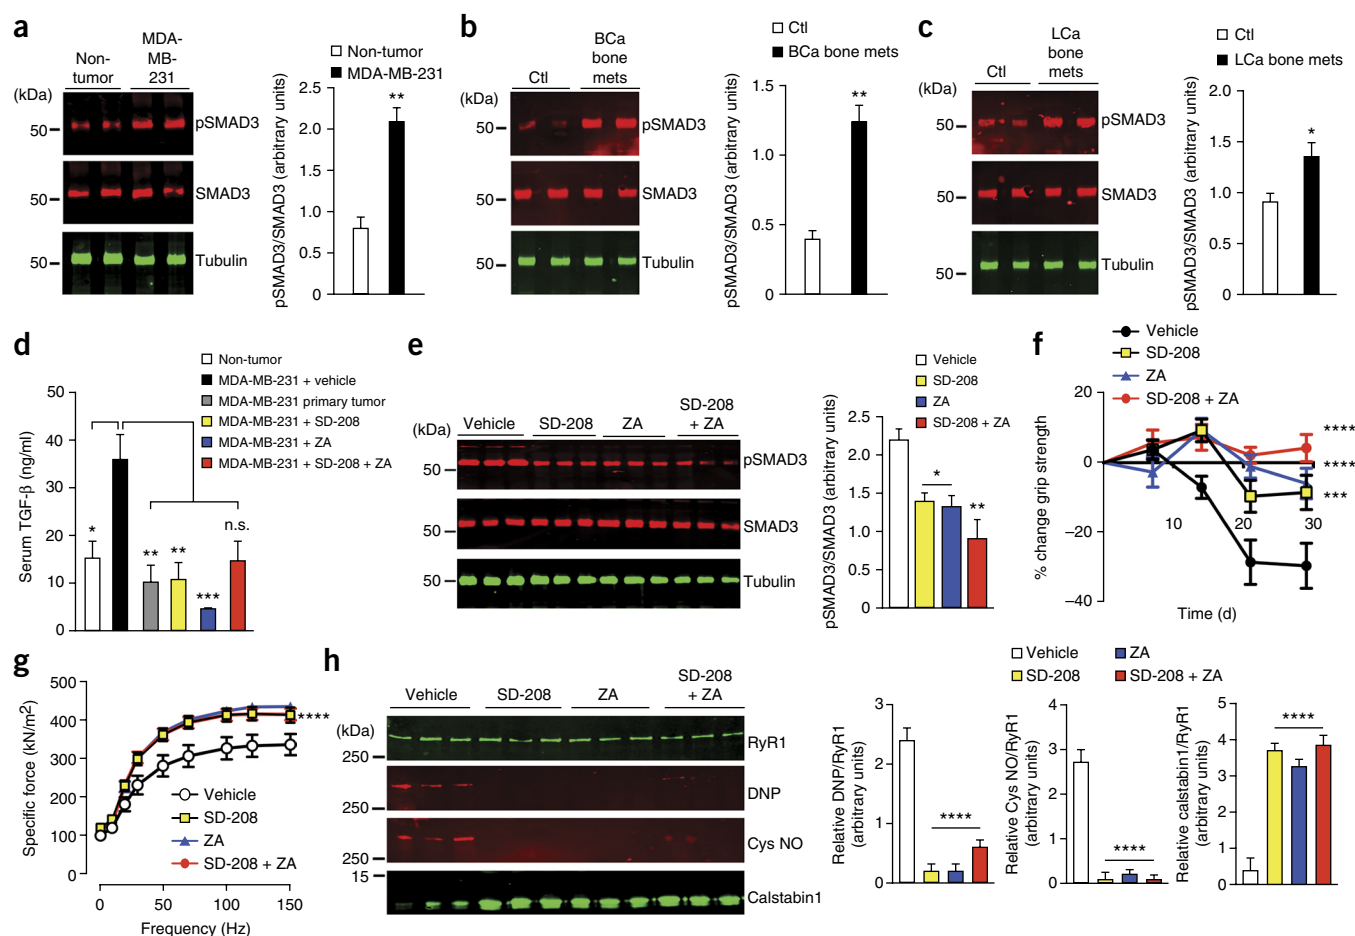 a
Non-
tumor
MDA-
MB-
231
(kDa)
50
pSMAD3
50
SMAD3
50
Tubulin
Non-tumor
MDA-MB-231
pSMAD3/SMAD3 (arbitrary units)
2.5
2.0
1.0
0.5
0
**
b
Ctl
BCa
bone
mets
(kDa)
50
pSMAD3
50
SMAD3
50
Tubulin
Ctl
BCa bone mets
pSMAD3/SMAD3 (arbitrary units)
1.5
1.0
0.5
0
**
c
Ctl
LCa
bone
mets
(kDa)
50
pSMAD3
50
SMAD3
50
Tubulin
Ctl
LCa bone mets
pSMAD3/SMAD3 (arbitrary units)
2.0
1.5
1.0
0.5
0
*
d
Non-tumor
MDA-MB-231 + vehicle
MDA-MB-231 primary tumor
MDA-MB-231 + SD-208
MDA-MB-231 + ZA
MDA-MB-231 + SD-208 + ZA
Serum TGF-β (ng/ml)
50
40
30
20
10
0
*
**
**
***
n.s.
e
Vehicle
SD-208
ZA
SD-208
+ ZA
(kDa)
50
pSMAD3
50
SMAD3
50
Tubulin
Vehicle
SD-208
ZA
SD-208 + ZA
pSMAD3/SMAD3 (arbitrary units)
2.5
2.0
1.5
1.0
0.5
0
*
**
f
Vehicle
SD-208
ZA
SD-208 + ZA
% change grip strength
20
0
–20
–40
10
20
30
Time (d)
****
****
***
g
Specific force (kN/m2)
500
400
300
200
100
0
****
Vehicle
SD-208
ZA
SD-208 + ZA
0
50
100
150
Frequency (Hz)
h
Vehicle
SD-208
ZA
SD-208
+ ZA
(kDa)
250
RyR1
250
DNP
250
Cys NO
15
Calstabin1
Vehicle
SD-208
ZA
SD-208 + ZA
Relative DNP/RyR1
(arbitrary units)
3
2
1
0
****
Relative Cys NO/RyR1
(arbitrary units)
4
3
2
1
0
****
Relative calstabin1/RyR1
(arbitrary units)
5
4
3
2
1
0
****